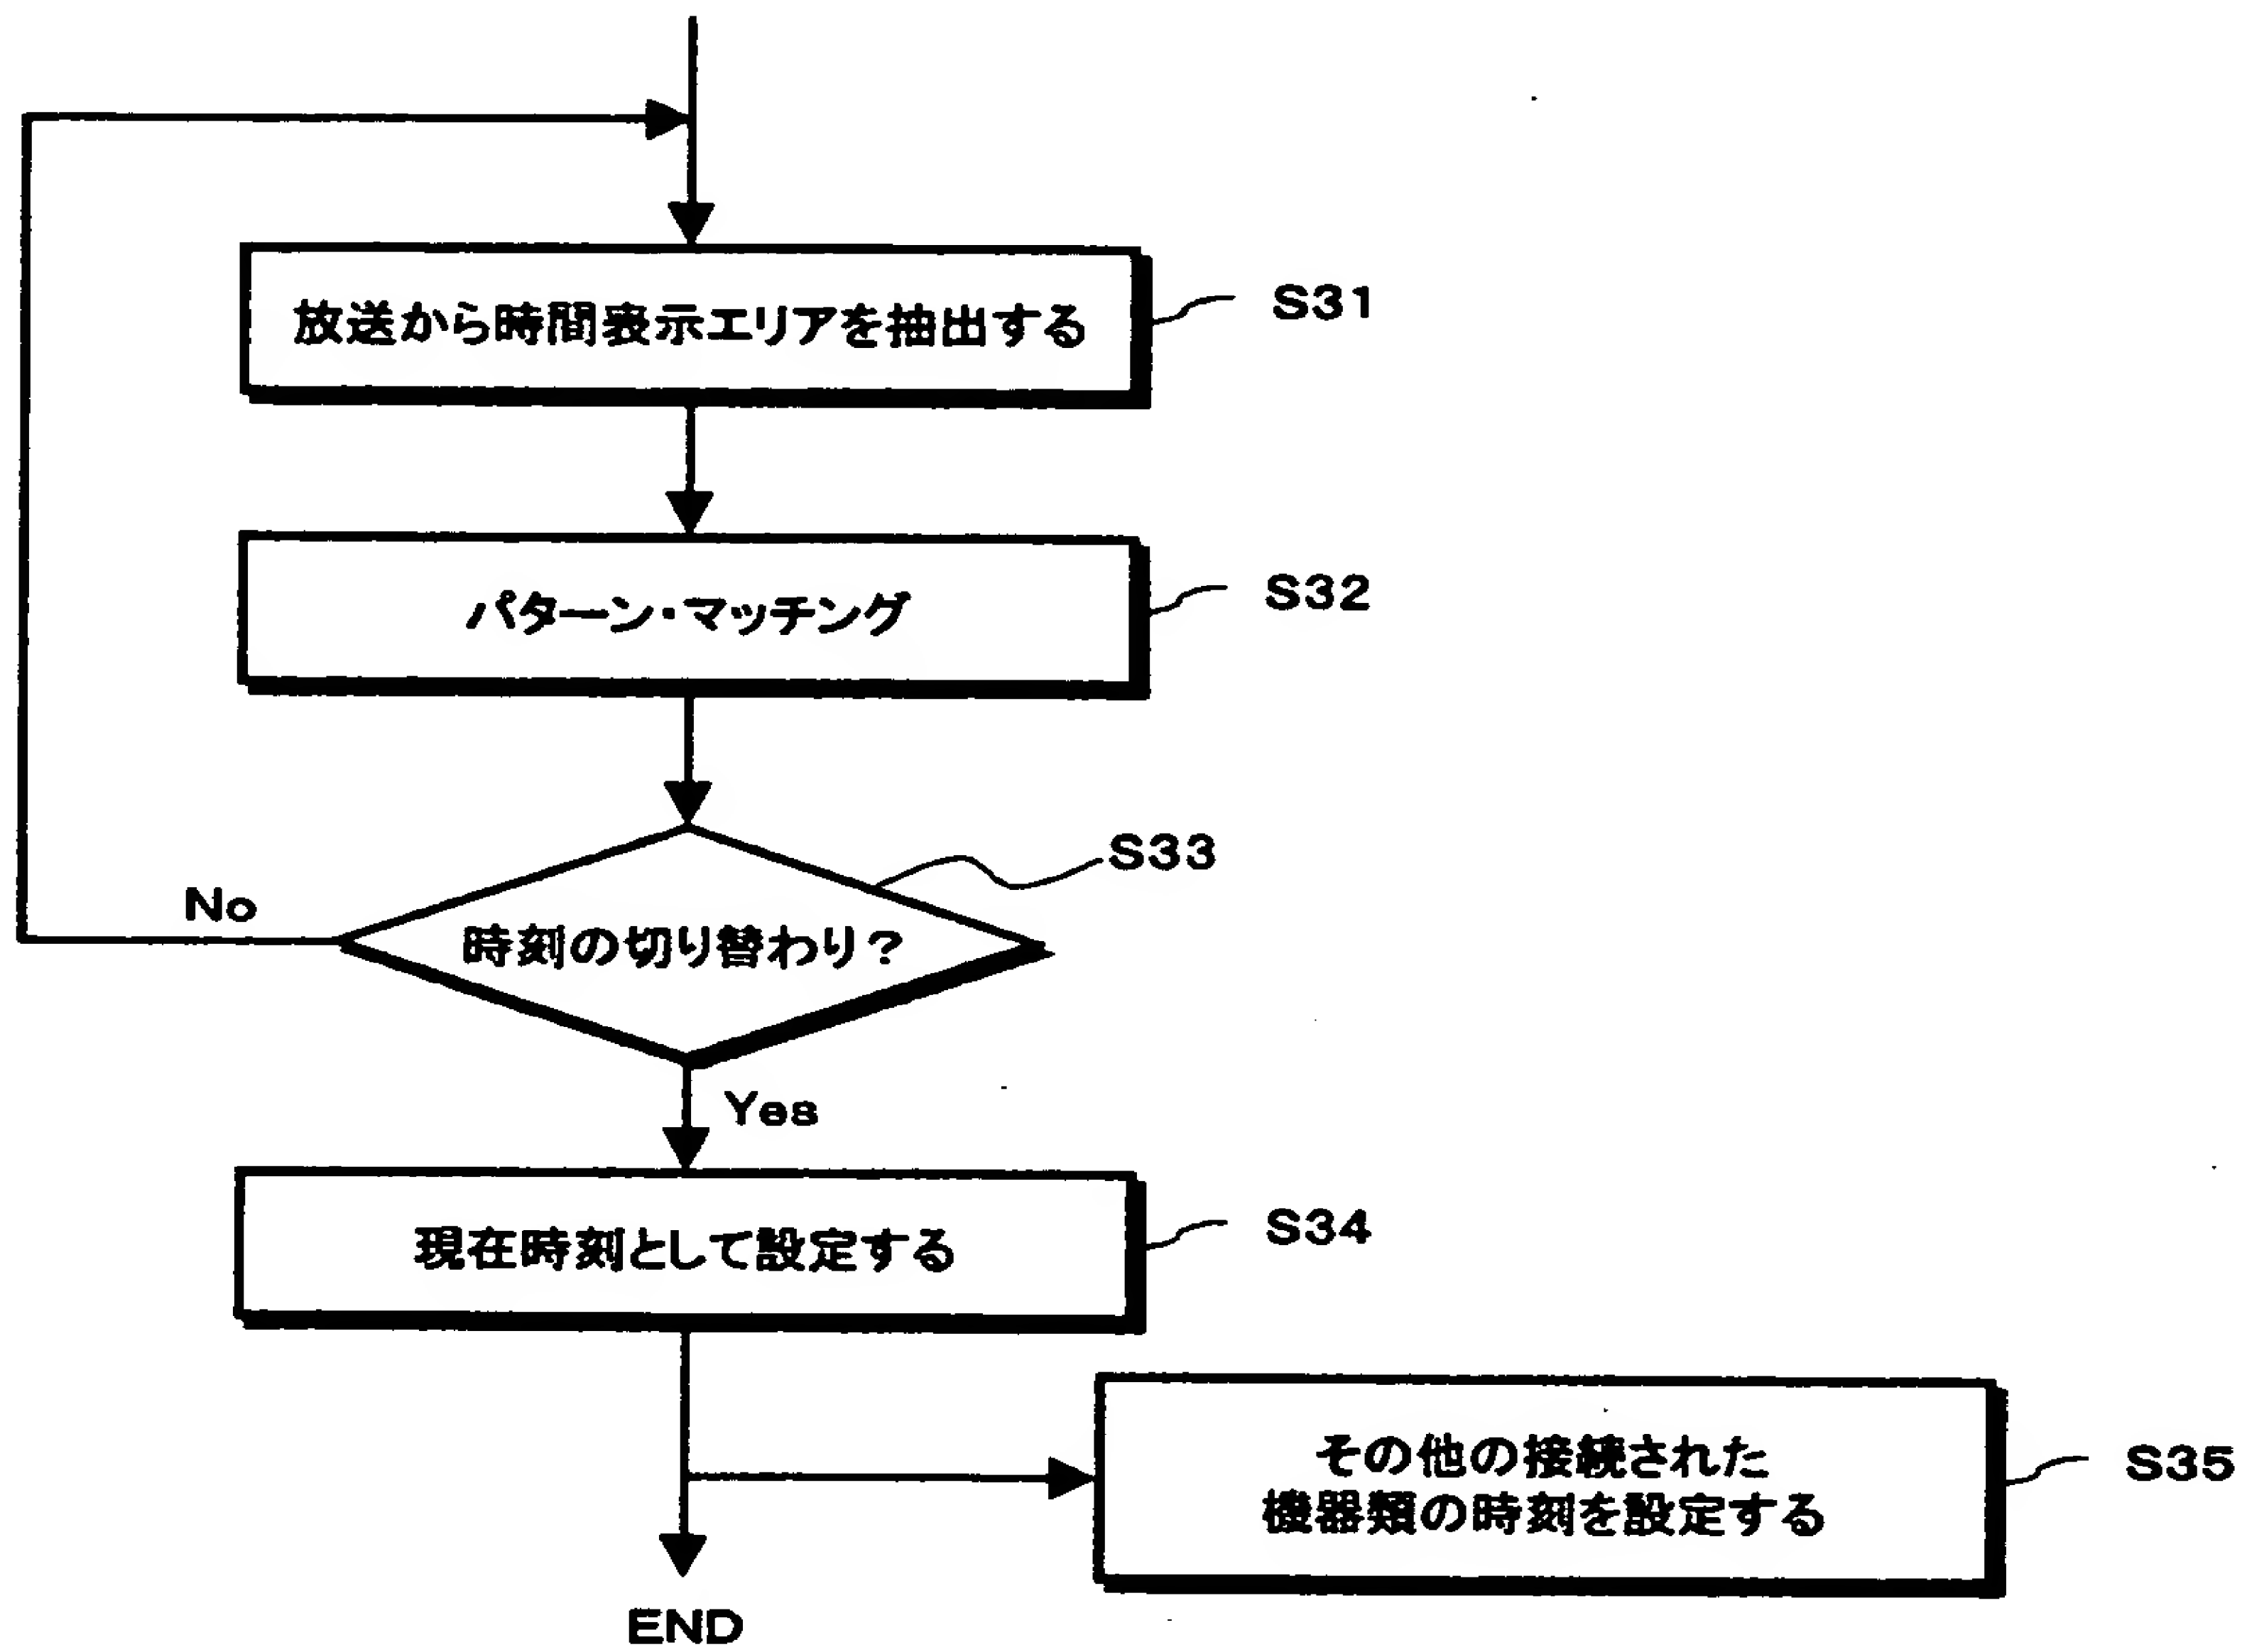 放送から時間表示エリアを抽出する
S31
パターン・マッチング
S32
S33
No
時刻の切り替わり?
Yes
現在時刻として設定する
S34
その他の接続された
機器類の時刻を設定する
S35
END